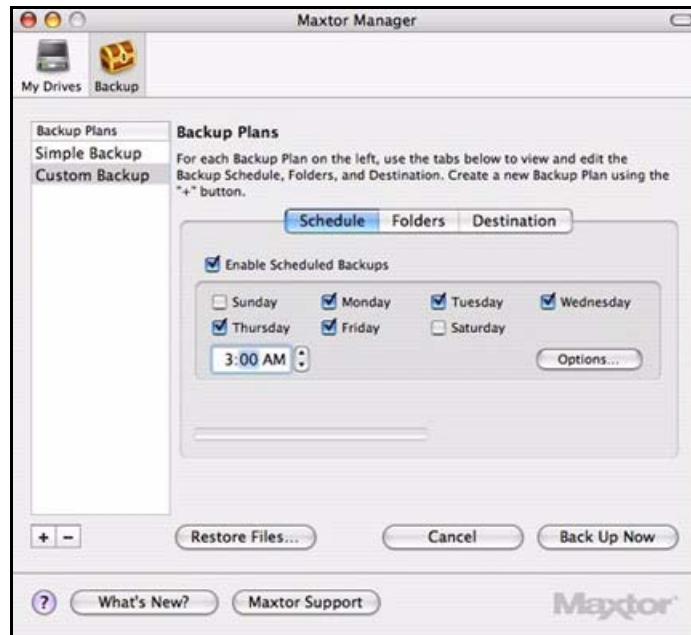 Maxtor Manager
My Drives Backup
Backup Plans
Simple Backup
Custom Backup
Backup Plans
For each Backup Plan on the left, use the tabs below to view and edit the
Backup Schedule, Folders, and Destination. Create a new Backup Plan using the
"+" button.
Schedule Folders Destination
Enable Scheduled Backups
Sunday Monday Tuesday Wednesday
Thursday Friday Saturday
3:00 AM Options...
+ - Restore Files... Cancel Back Up Now
? What's New? Maxtor Support Maxtor